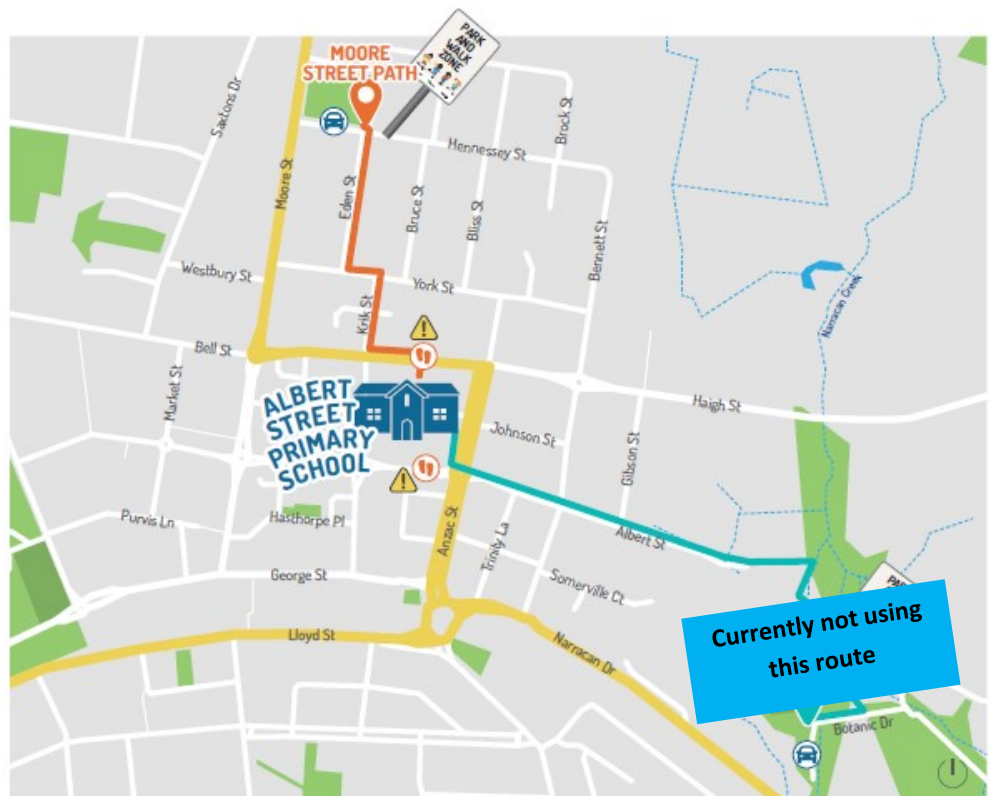 PARK
AND
WALK
ZONE
MOORE
STREET PATH
Saxtons Dr
Brock St
Hennessey St
Moore St
Eden St
Bruce St
Bliss St
Bennett St
Westbury St
York St
Narracan Creek
Krik St
Bell St
Market St
Haigh St
ALBERT
STREET
PRIMARY
SCHOOL
Johnson St
Gibson St
Purvis Ln
Hasthorpe Pl
Anzac St
Trinity La
Albert St
George St
Somerville Ct
PAR
Lloyd St
Narracan Dr
Currently not using
this route
Botanic Dr